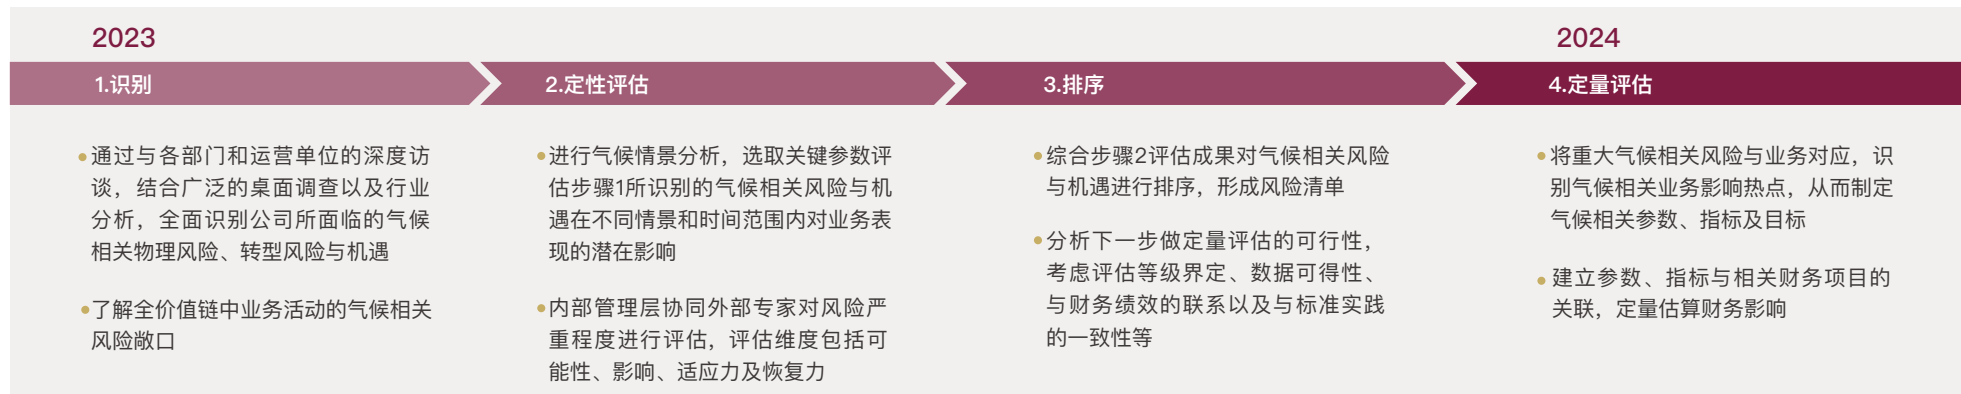 2023
2024
1.识别
2.定性评估
3.排序
4.定量评估
通过与各部门和运营单位的深度访
谈，结合广泛的桌面调查以及行业
分析，全面识别公司所面临的气候
相关物理风险、转型风险与机遇
了解全价值链中业务活动的气候相关
风险敞口
进行气候情景分析，选取关键参数评
估步骤1所识别的气候相关风险与机
遇在不同情景和时间范围内对业务表
现的潜在影响
内部管理层协同外部专家对风险严
重程度进行评估，评估维度包括可
能性、影响、适应力及恢复力
综合步骤2评估成果对气候相关风险
与机遇进行排序，形成风险清单
分析下一步做定量评估的可行性，
考虑评估等级界定、数据可得性、
与财务绩效的联系以及与标准实践
的一致性等
将重大气候相关风险与业务对应，识
别气候相关业务影响热点，从而制定
气候相关参数、指标及目标
建立参数、指标与相关财务项目的
关联，定量估算财务影响